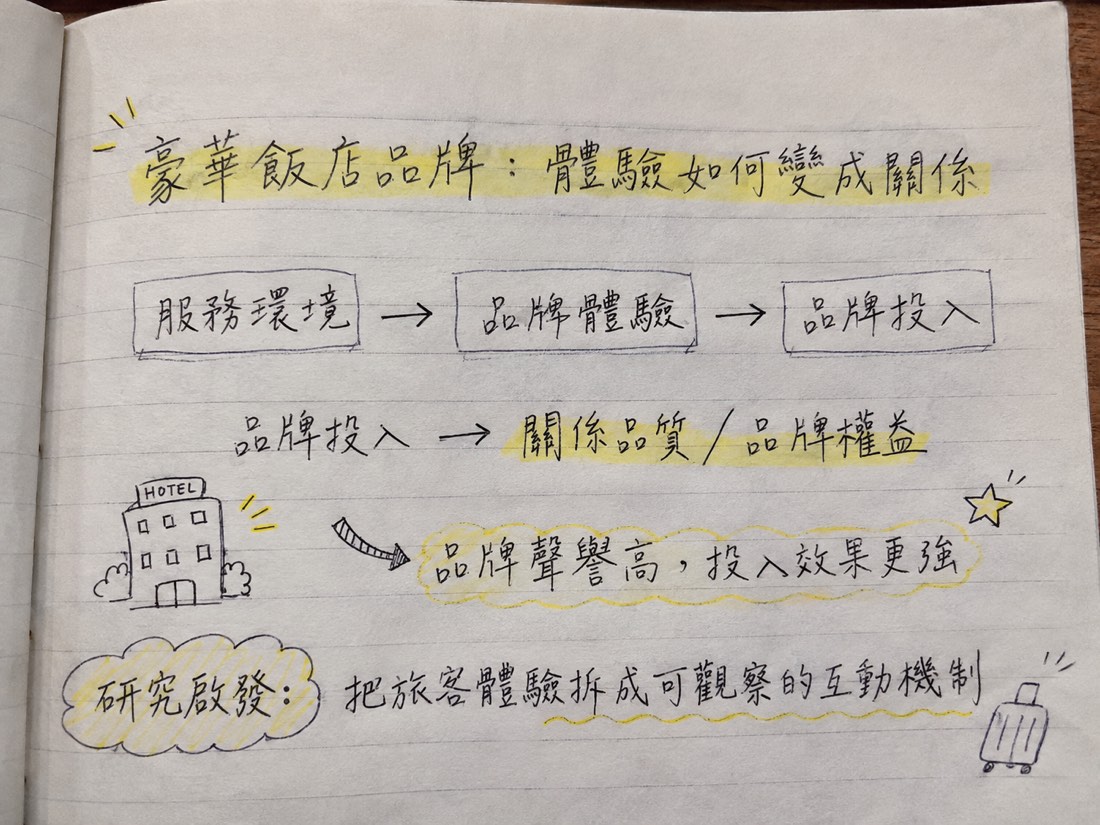 豪華飯店品牌：體驗如何變成關係
服務環境 → 品牌體驗 → 品牌投入
品牌投入 → 關係品質 / 品牌權益
HOTEL
品牌聲譽高，投入效果更強
研究啟發： 把旅客體驗拆成可觀察的互動機制